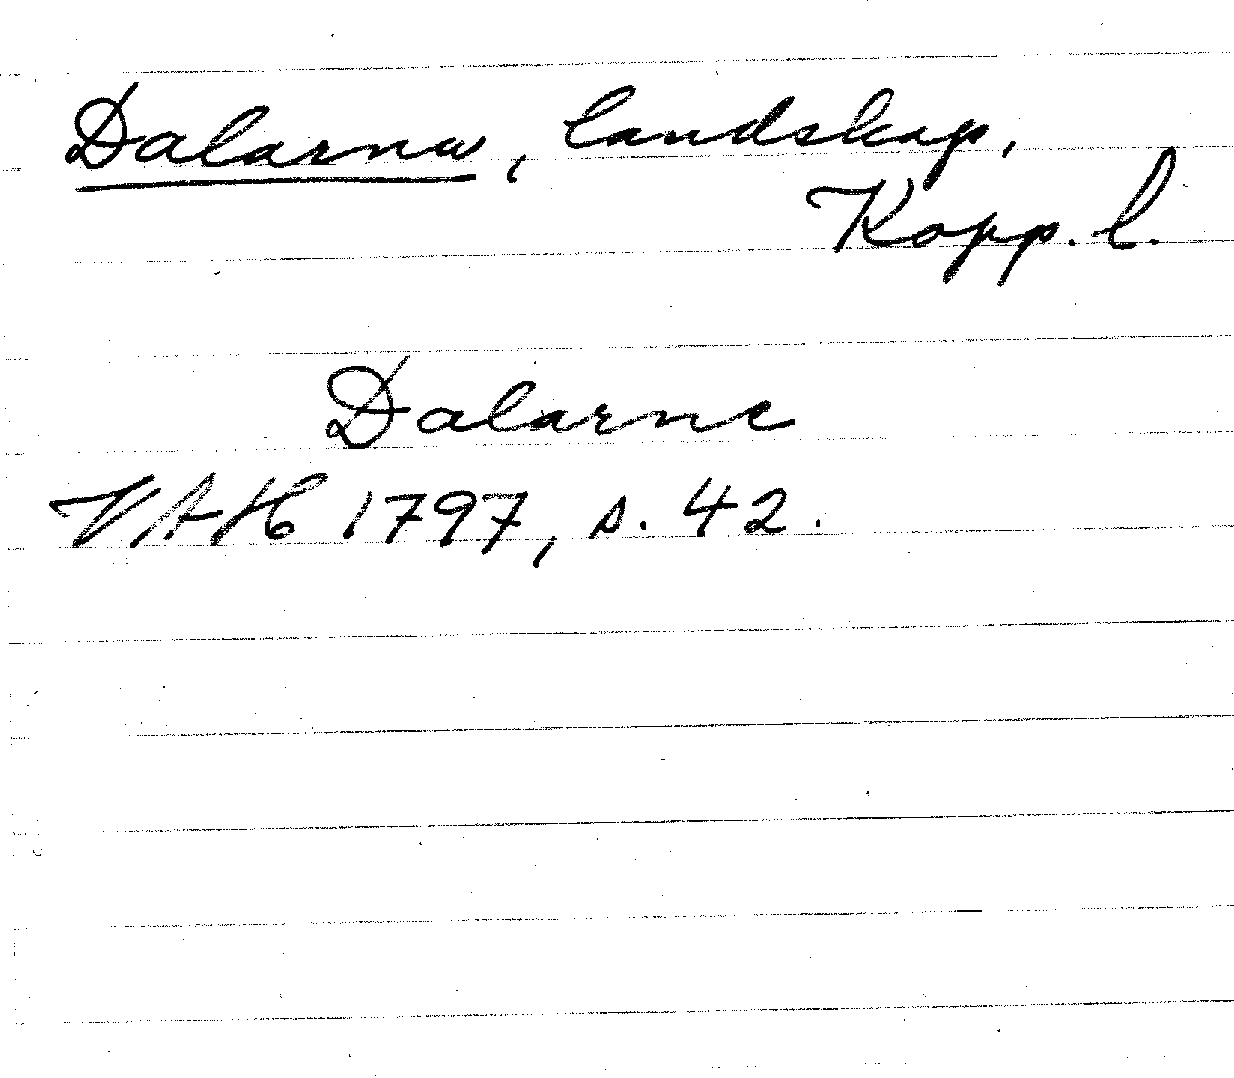 Dalarna, landskap,
Kopp. l.
Dalarne
VAH 1797, s. 42.